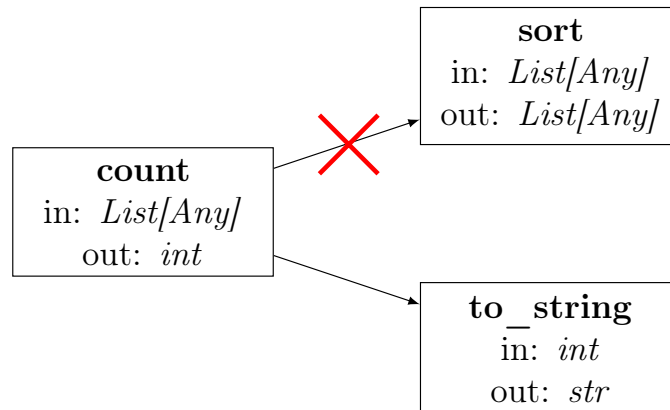 sort
in: List[Any]
out: List[Any]
count
in: List[Any]
out: int
to_string
in: int
out: str